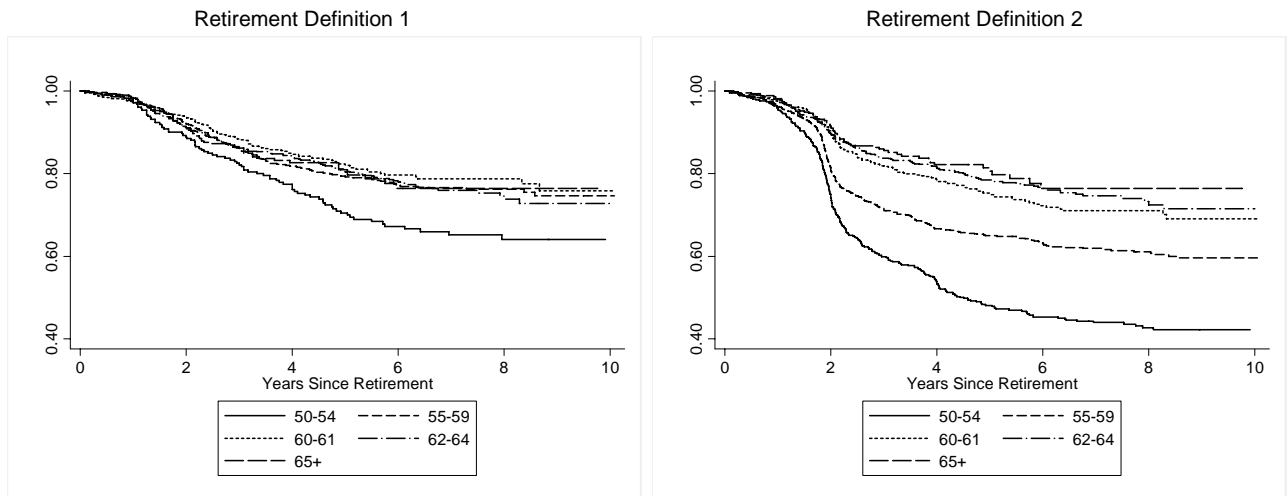 Retirement Definition 1
1.00
0.80
0.60
0.40
0 2 4 6 8 10
Years Since Retirement
50-54 55-59
60-61 62-64
65+
Retirement Definition 2
1.00
0.80
0.60
0.40
0 2 4 6 8 10
Years Since Retirement
50-54 55-59
60-61 62-64
65+